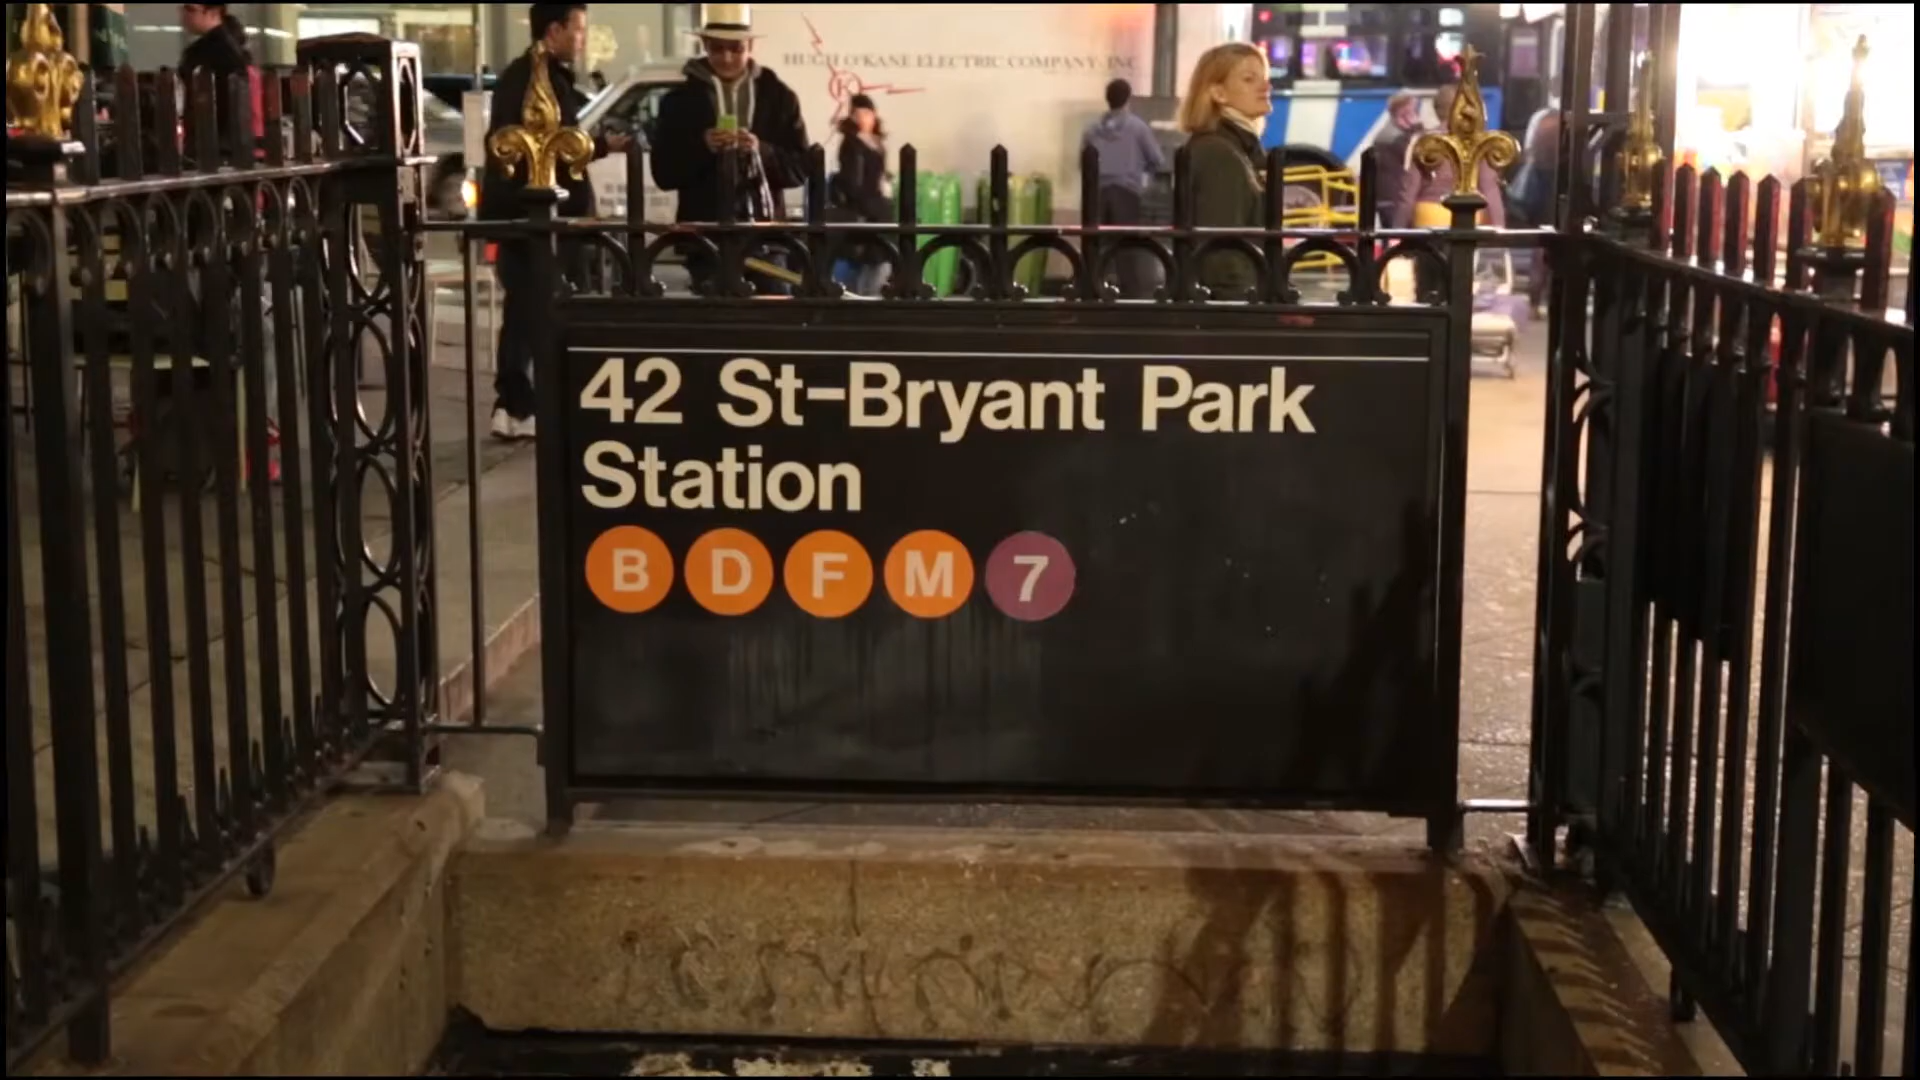 HUGH O'KANE ELECTRIC COMPANY, INC
42 St-Bryant Park
Station
B D F M 7